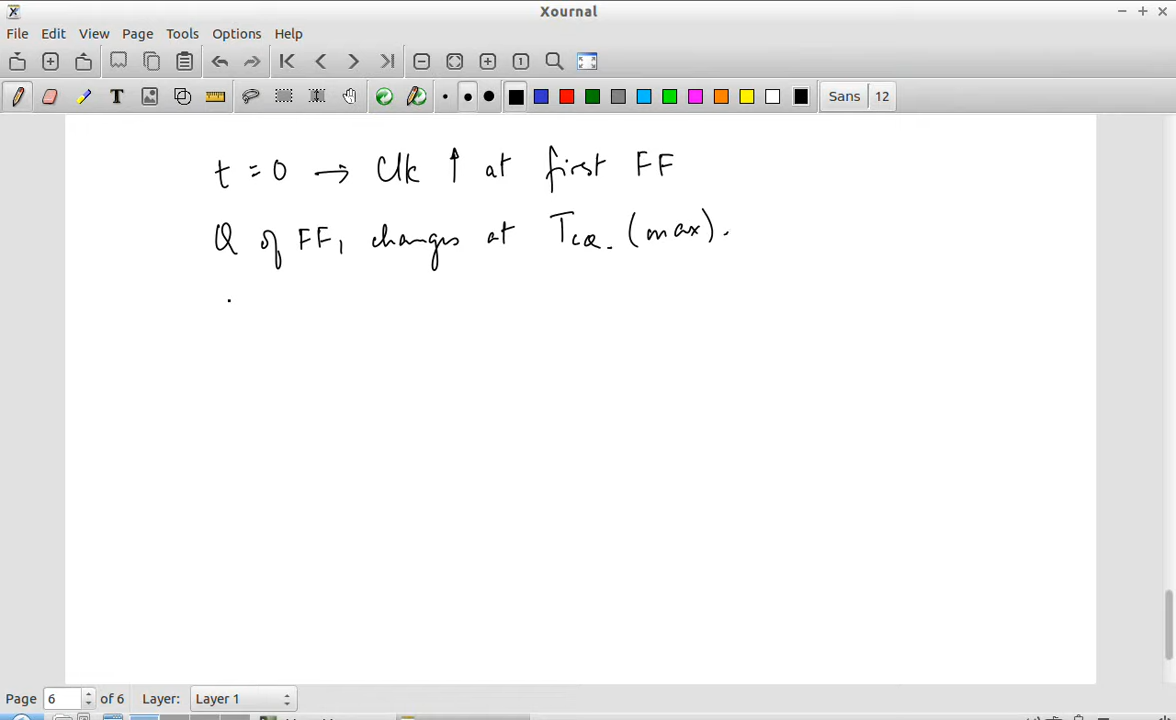 Xournal
File Edit View Page Tools Options Help
Sans 12
t = 0 → Clk ↑ at first FF
Q of FF1 changes at TCQ. (max).
Page 6 of 6 Layer: Layer 1